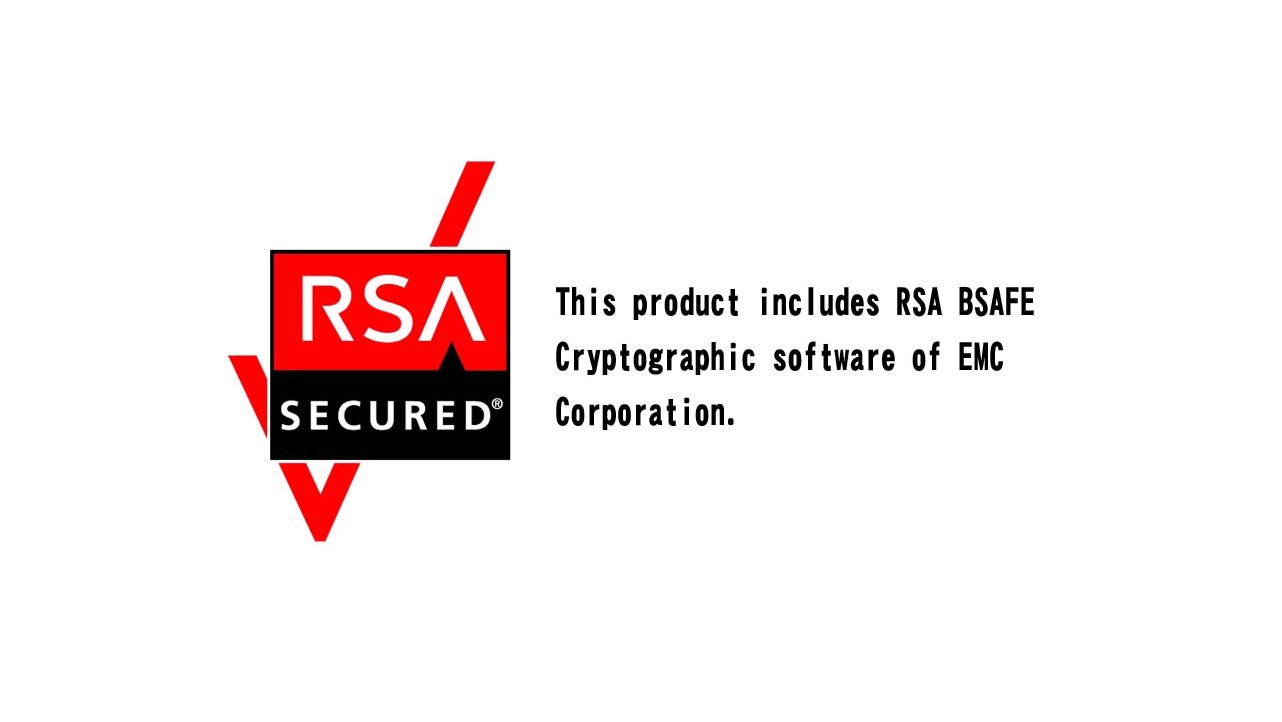 RSA
SECURED®
This product includes RSA BSAFE
Cryptographic software of EMC
Corporation.